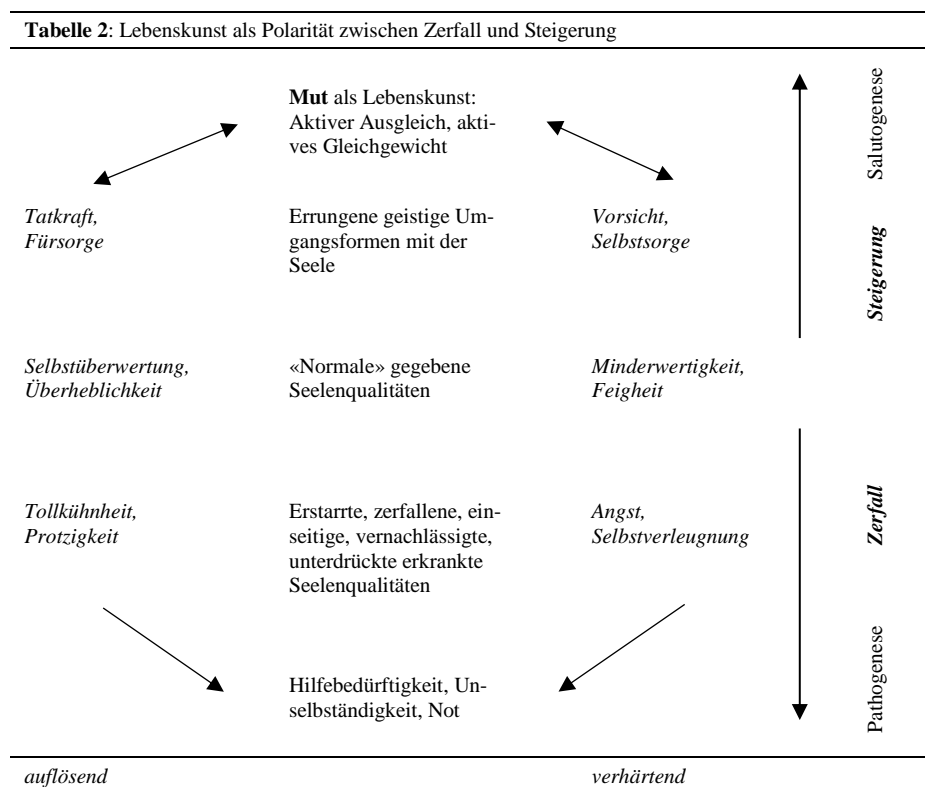 Tabelle 2: Lebenskunst als Polarität zwischen Zerfall und Steigerung
Mut als Lebenskunst:
Aktiver Ausgleich, akti-
ves Gleichgewicht
Salutogenese
Tatkraft,
Fürsorge
Errungene geistige Um-
gangsformen mit der
Seele
Vorsicht,
Selbstsorge
Steigerung
Selbstüberwertung,
Überheblichkeit
«Normale» gegebene
Seelenqualitäten
Minderwertigkeit,
Feigheit
Tollkühnheit,
Protzigkeit
Erstarrte, zerfallene, ein-
seitige, vernachlässigte,
unterdrückte erkrankte
Seelenqualitäten
Angst,
Selbstverleugnung
Zerfall
Hilfebedürftigkeit, Un-
selbständigkeit, Not
Pathogenese
auflösend
verhärtend